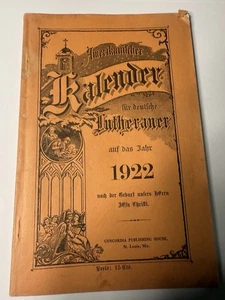 Amerikanischer
Kalender
für deutsche
Lutheraner
auf das Jahr
1922
nach der Geburt unsers HErrn
JEsu Christi.
CONCORDIA PUBLISHING HOUSE,
St. Louis, Mo.
Preis: 15 Cts.